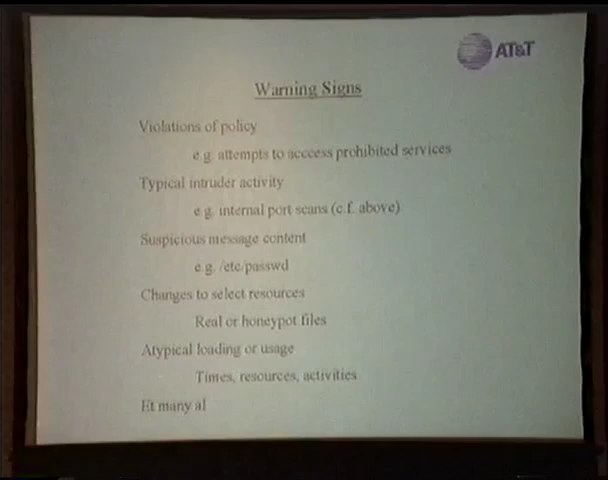 AT&T
Warning Signs
Violations of policy
e.g. attempts to acccess prohibited services
Typical intruder activity
e.g. internal port scans (c.f. above)
Suspicious message content
e.g. /etc/passwd
Changes to select resources
Real or honeypot files
Atypical loading or usage
Times, resources, activities
Et many al